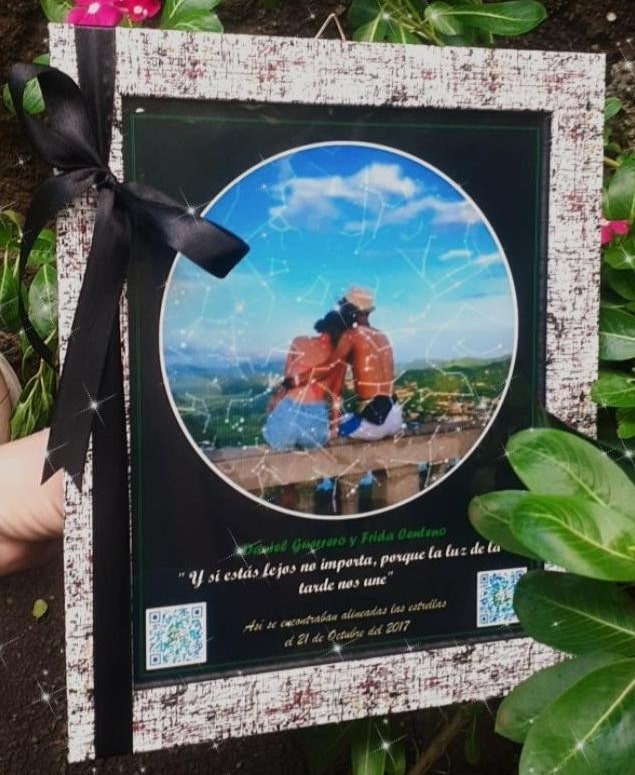 Daniel Guerrero y Frida Centeno
" Y si estás lejos no importa, porque la luz de la
tarde nos une"
Así se encontraban alineadas las estrellas
el 21 de Octubre del 2017